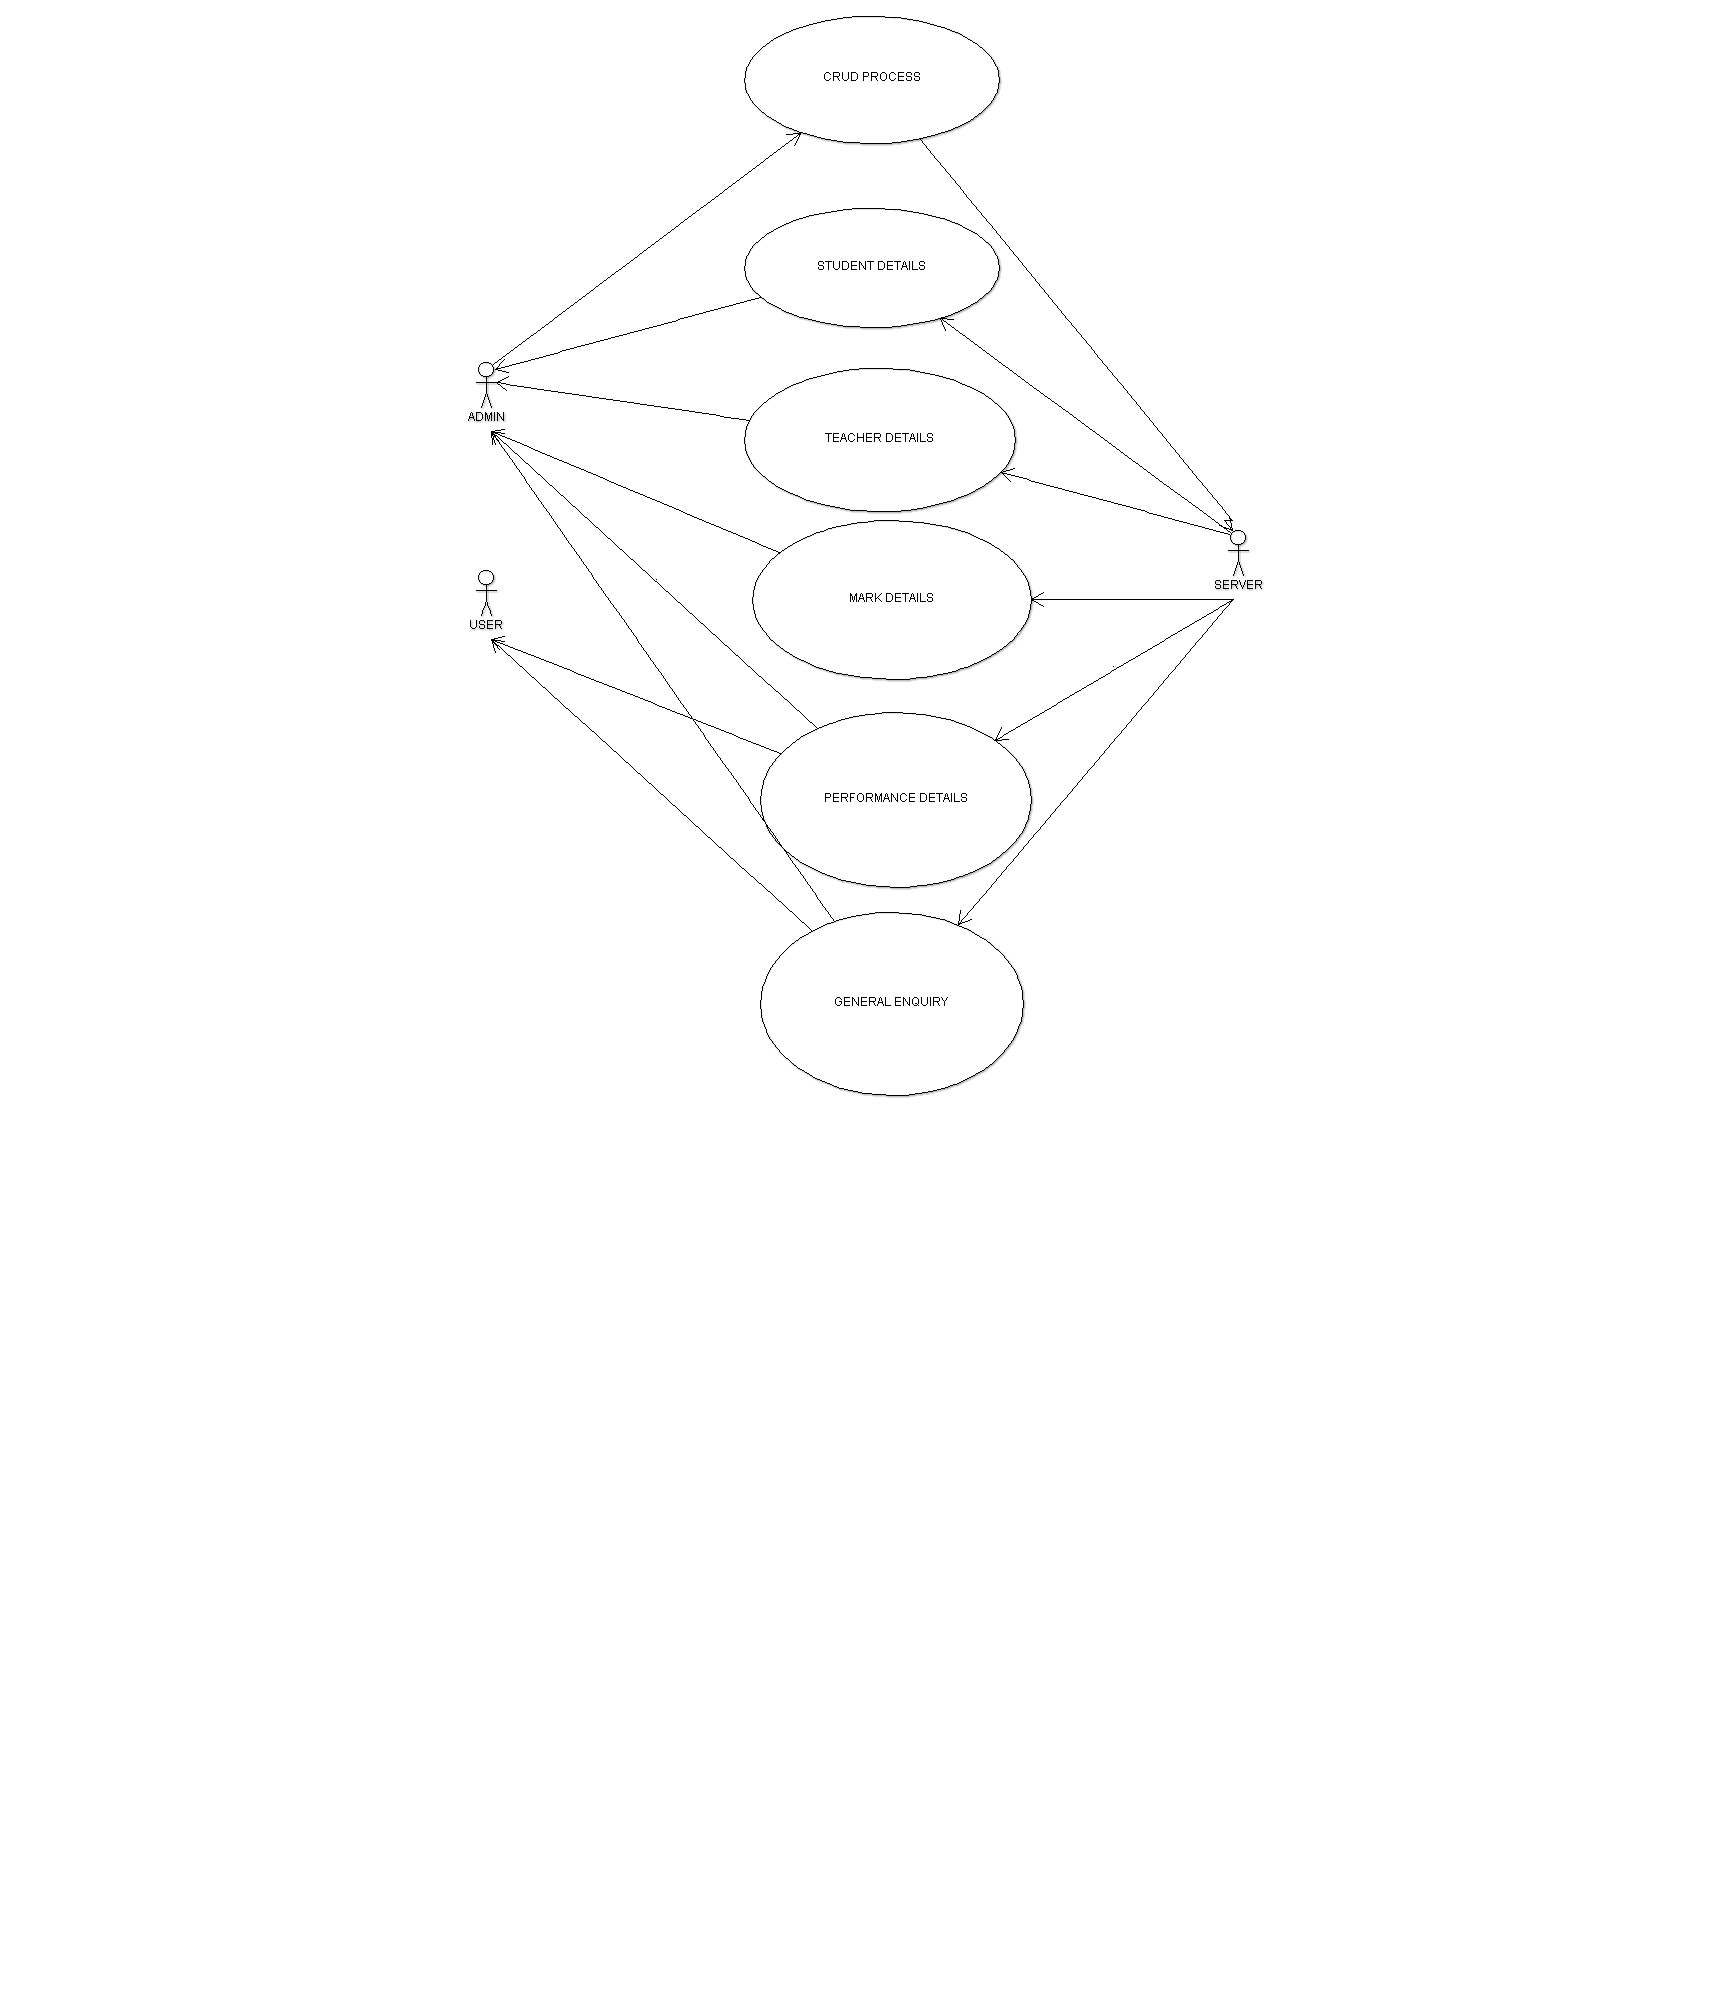 CRUD PROCESS
STUDENT DETAILS
ADMIN
TEACHER DETAILS
SERVER
MARK DETAILS
USER
PERFORMANCE DETAILS
GENERAL ENQUIRY